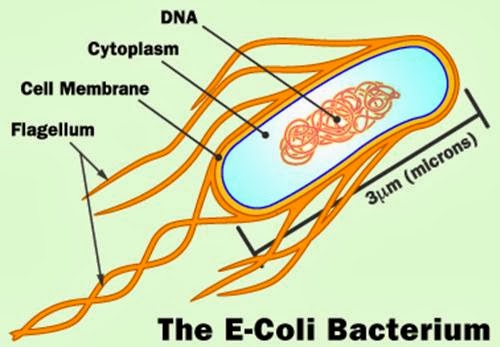 DNA
Cytoplasm
Cell Membrane
Flagellum
3μm (microns)
The E-Coli Bacterium